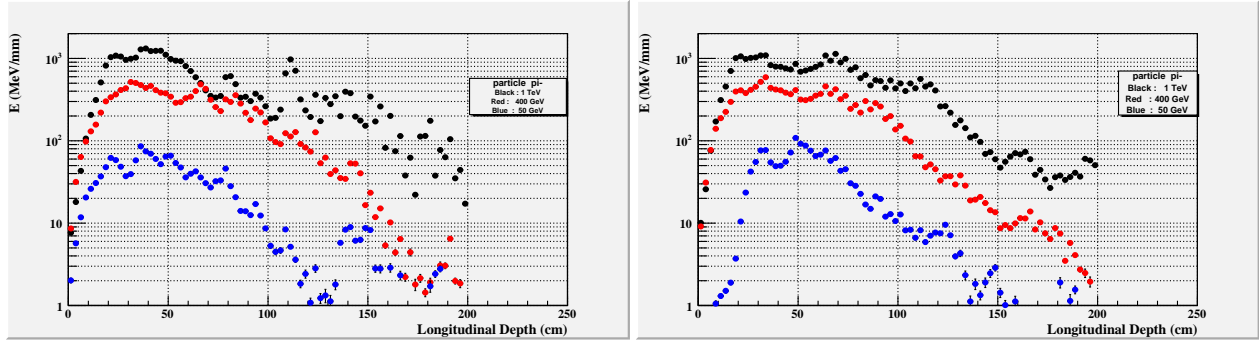 E (MeV/mm)
10³
10²
10
1
particle pi-
Black : 1 TeV
Red : 400 GeV
Blue : 50 GeV
0 50 100 150 200 250
Longitudinal Depth (cm)
E (MeV/mm)
10³
10²
10
1
particle pi-
Black : 1 TeV
Red : 400 GeV
Blue : 50 GeV
0 50 100 150 200 250
Longitudinal Depth (cm)